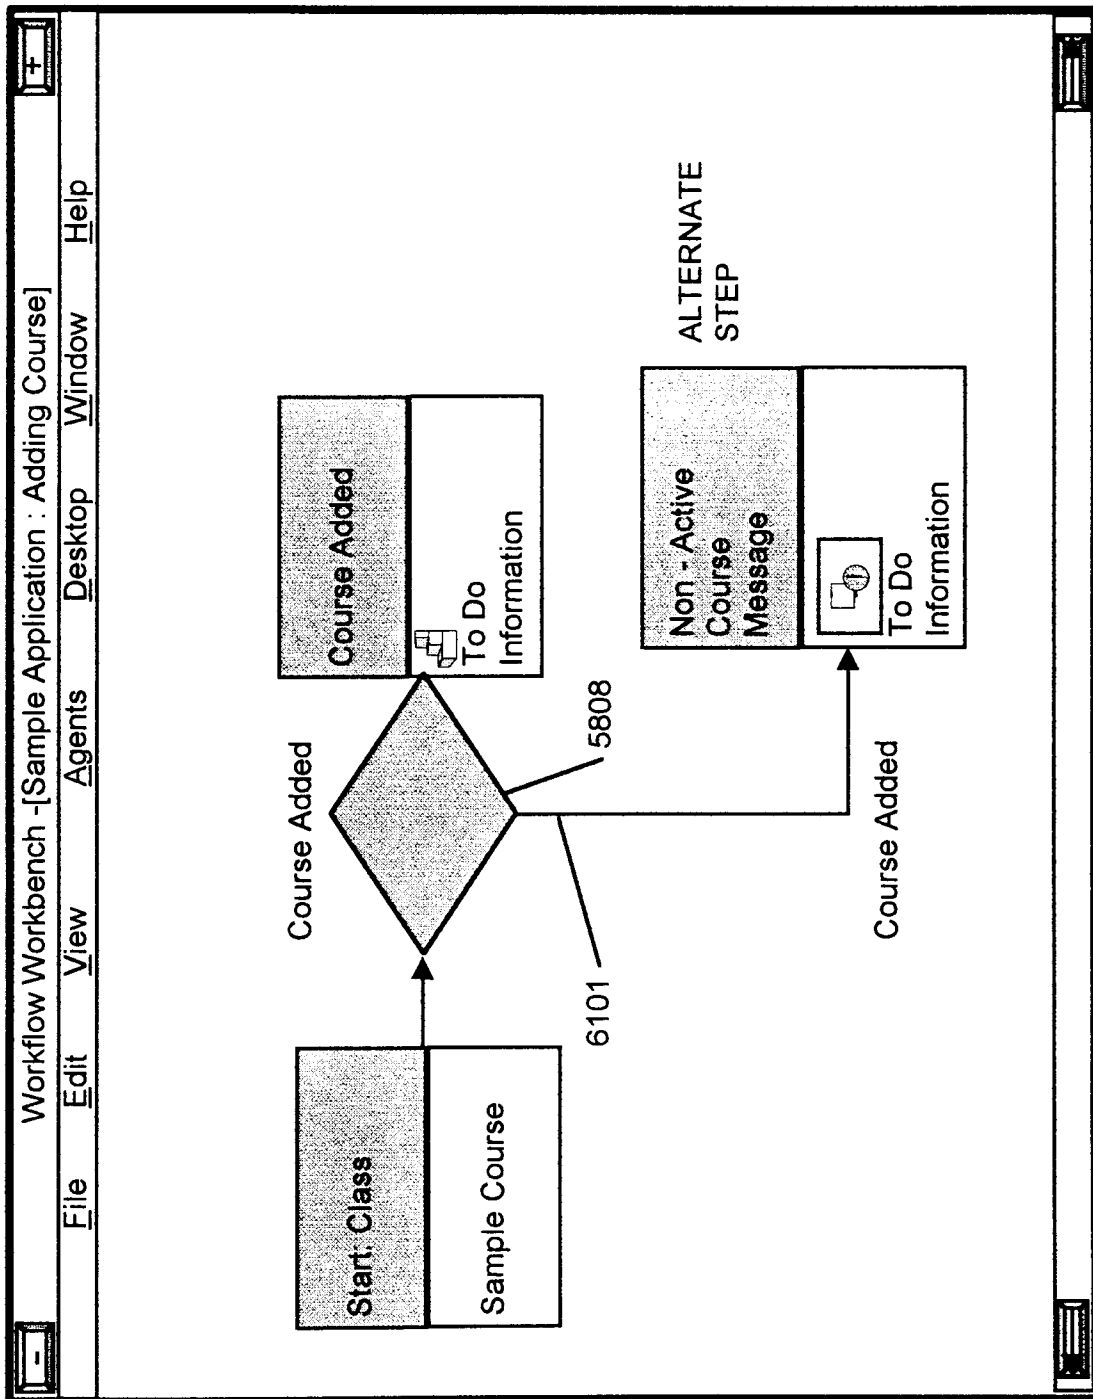 Workflow Workbench -[Sample Application : Adding Course]
- +
File Edit View Agents Desktop Window Help
Course Added
Start: Class
Sample Course
Course Added
To Do
Information
5808
6101
Course Added
Non - Active
Course
Message
To Do
Information
ALTERNATE
STEP